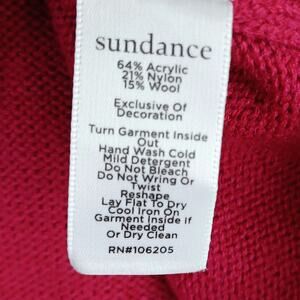 sundance
64% Acrylic
21% Nylon
15% Wool
Exclusive Of
Decoration
Turn Garment Inside
Out
Hand Wash Cold
Mild Detergent
Do Not Bleach
Do Not Wring Or
Twist
Reshape
Lay Flat To Dry
Cool Iron On
Garment Inside if
Needed
Or Dry Clean
RN#106205